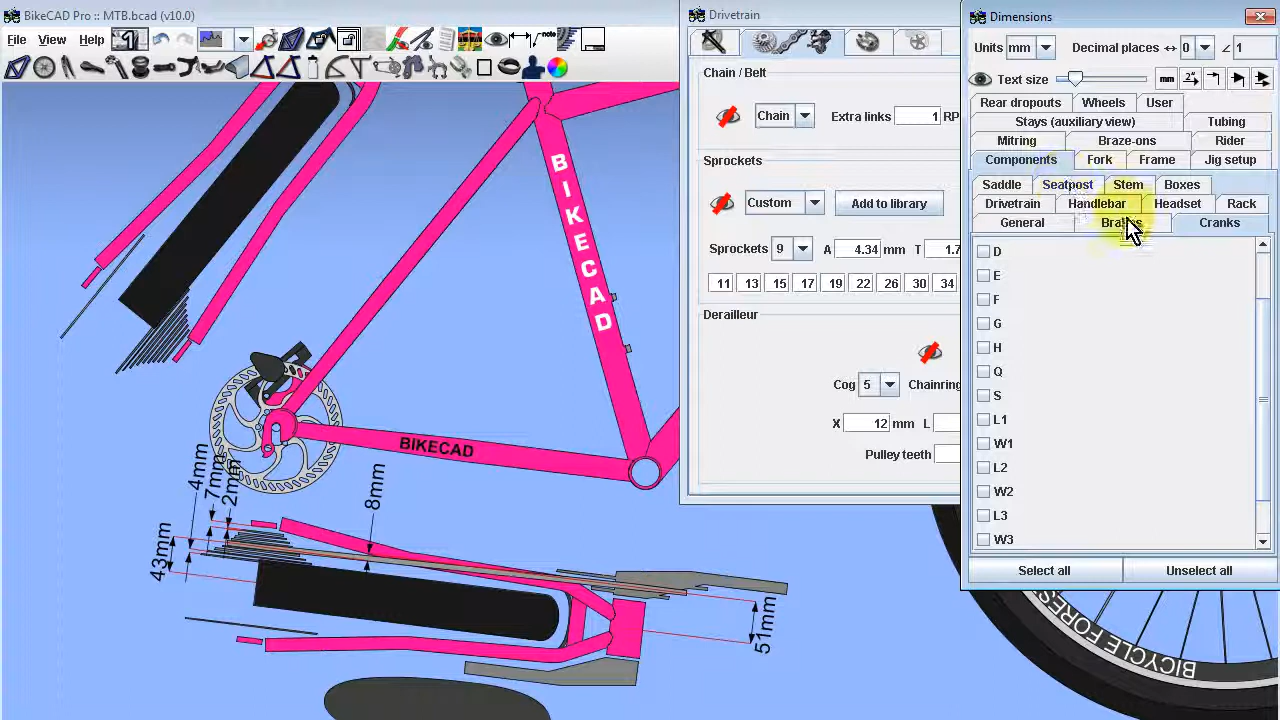 BikeCAD Pro :: MTB.bcad (v10.0)
File View Help
BIKECAD
BIKECAD
4mm
7mm
2mm
8mm
43mm
51mm
BICYCLE FORES
Drivetrain
Chain / Belt
Chain Extra links 1 RP
Sprockets
Custom Add to library
Sprockets 9 A 4.34 mm T 1.7
11 13 15 17 19 22 26 30 34
Derailleur
Cog 5 Chainring
X 12 mm L
Pulley teeth
Dimensions
Units mm Decimal places ↔ 0 ∠ 1
Text size mm
Rear dropouts Wheels User
Stays (auxiliary view) Tubing
Mitring Braze-ons Rider
Components Fork Frame Jig setup
Saddle Seatpost Stem Boxes
Drivetrain Handlebar Headset Rack
General Brakes Cranks
D
E
F
G
H
Q
S
L1
W1
L2
W2
L3
W3
Select all Unselect all